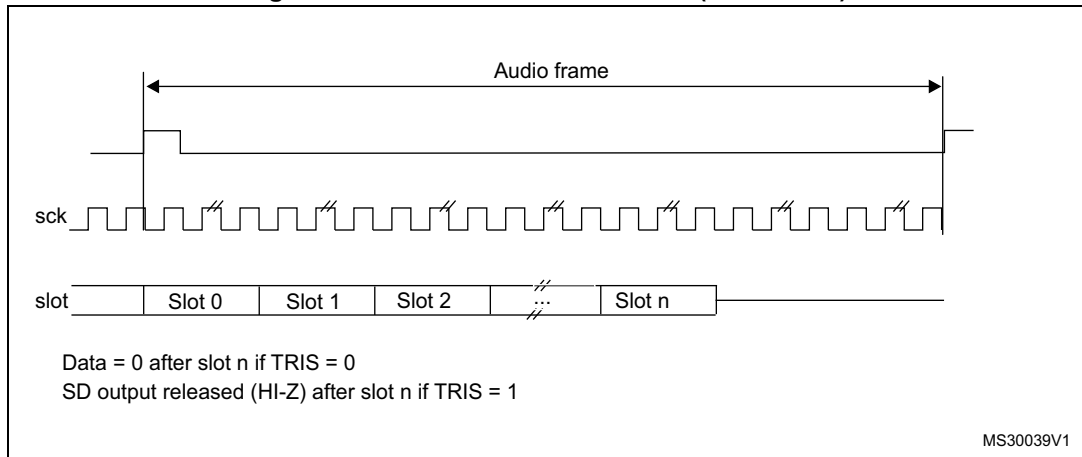 Audio frame
sck
slot Slot 0 Slot 1 Slot 2 ... Slot n
Data = 0 after slot n if TRIS = 0
SD output released (HI-Z) after slot n if TRIS = 1
MS30039V1